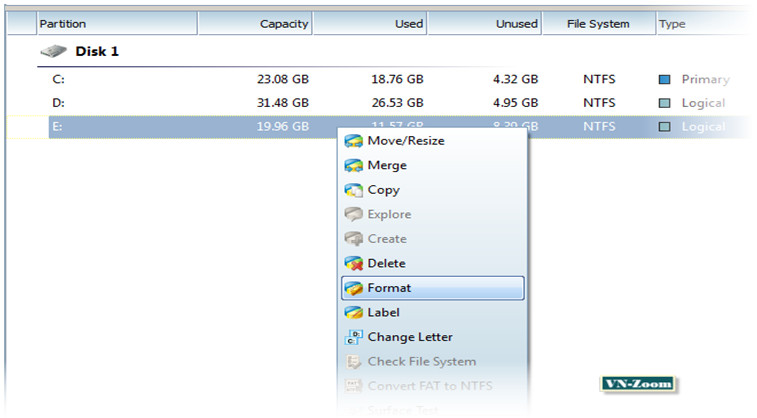 Partition Capacity Used Unused File System Type
Disk 1
C: 23.08 GB 18.76 GB 4.32 GB NTFS Primary
D: 31.48 GB 26.53 GB 4.95 GB NTFS Logical
E: 19.96 GB 11.57 GB 8.39 GB NTFS Logical
Move/Resize
Merge
Copy
Explore
Create
Delete
Format
Label
Change Letter
Check File System
Convert FAT to NTFS
Surface Test
VN-Zoom